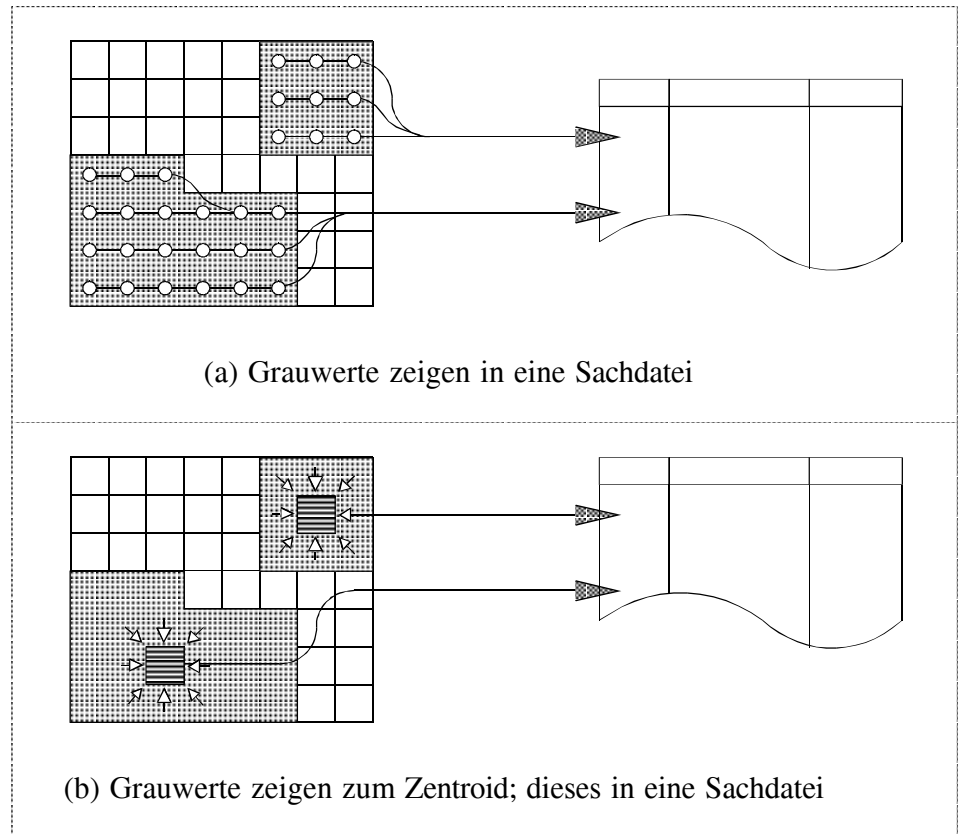 (a) Grauwerte zeigen in eine Sachdatei
(b) Grauwerte zeigen zum Zentroid; dieses in eine Sachdatei